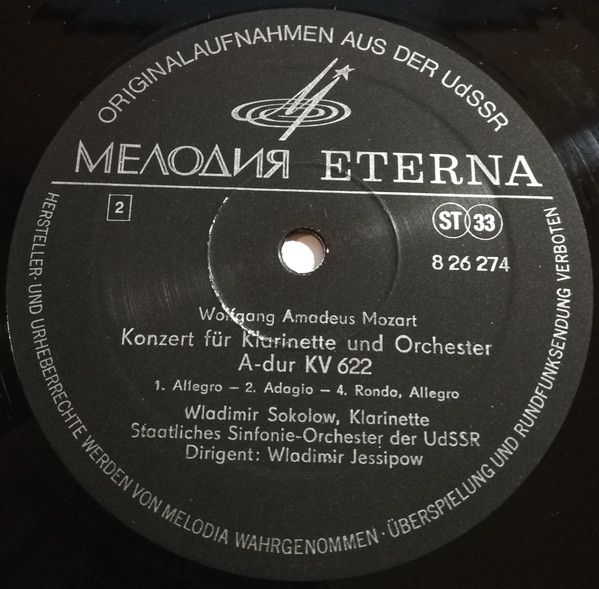 ORIGINALAUFNAHMEN AUS DER UdSSR
МЕЛОДИЯ ETERNA
2
ST 33
8 26 274
Wolfgang Amadeus Mozart
Konzert für Klarinette und Orchester
A-dur KV 622
1. Allegro – 2. Adagio – 4. Rondo, Allegro
Wladimir Sokolow, Klarinette
Staatliches Sinfonie-Orchester der UdSSR
Dirigent: Wladimir Jessipow
HERSTELLER- UND URHEBERRECHTE WERDEN VON MELODIA WAHRGENOMMEN · ÜBERSPIELUNG UND RUNDFUNKSENDUNG VERBOTEN